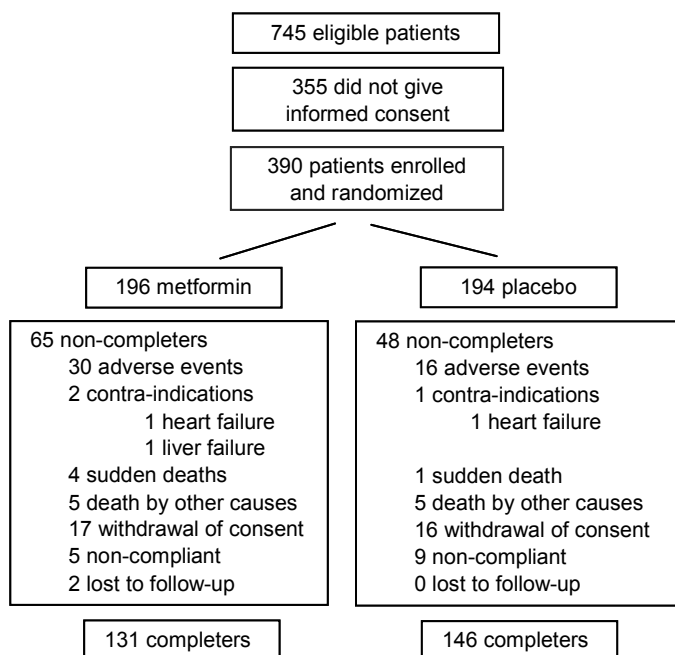 745 eligible patients
355 did not give
informed consent
390 patients enrolled
and randomized
196 metformin
65 non-completers
30 adverse events
2 contra-indications
1 heart failure
1 liver failure
4 sudden deaths
5 death by other causes
17 withdrawal of consent
5 non-compliant
2 lost to follow-up
131 completers
194 placebo
48 non-completers
16 adverse events
1 contra-indications
1 heart failure
1 sudden death
5 death by other causes
16 withdrawal of consent
9 non-compliant
0 lost to follow-up
146 completers